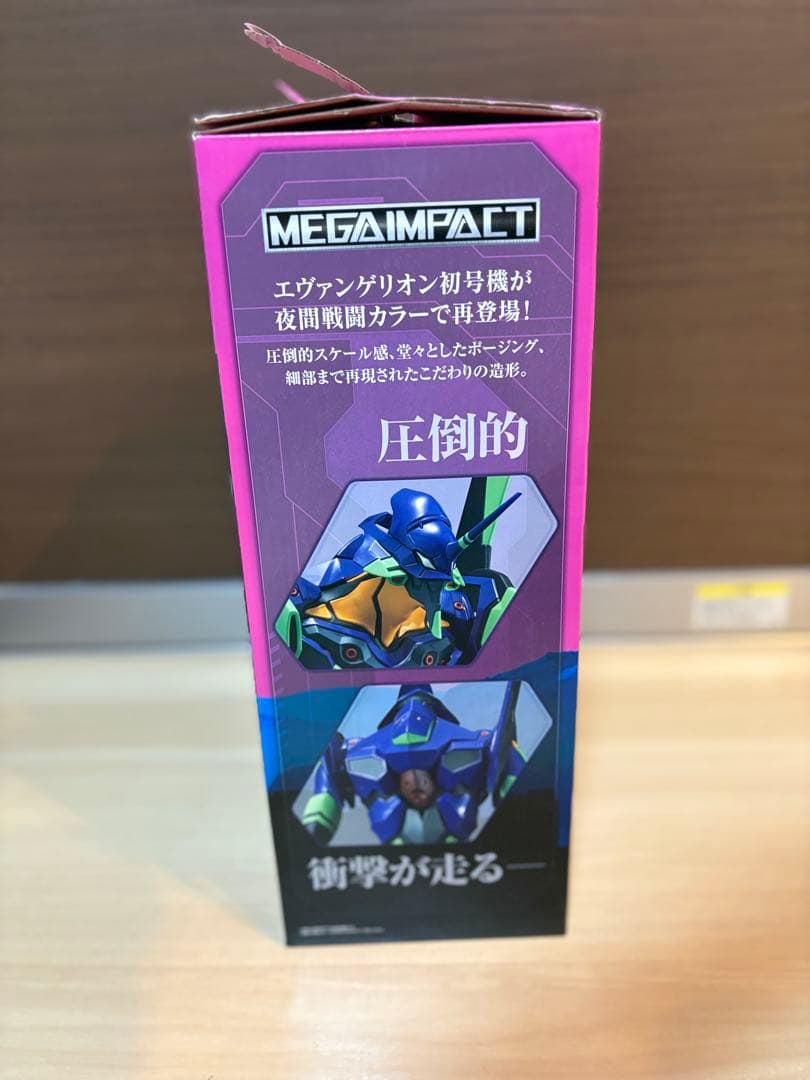 MEGAIMPACT
エヴァンゲリオン初号機が
夜間戦闘カラーで再登場!
圧倒的スケール感、堂々としたポージング、
細部まで再現されたこだわりの造形。
圧倒的
衝撃が走る—